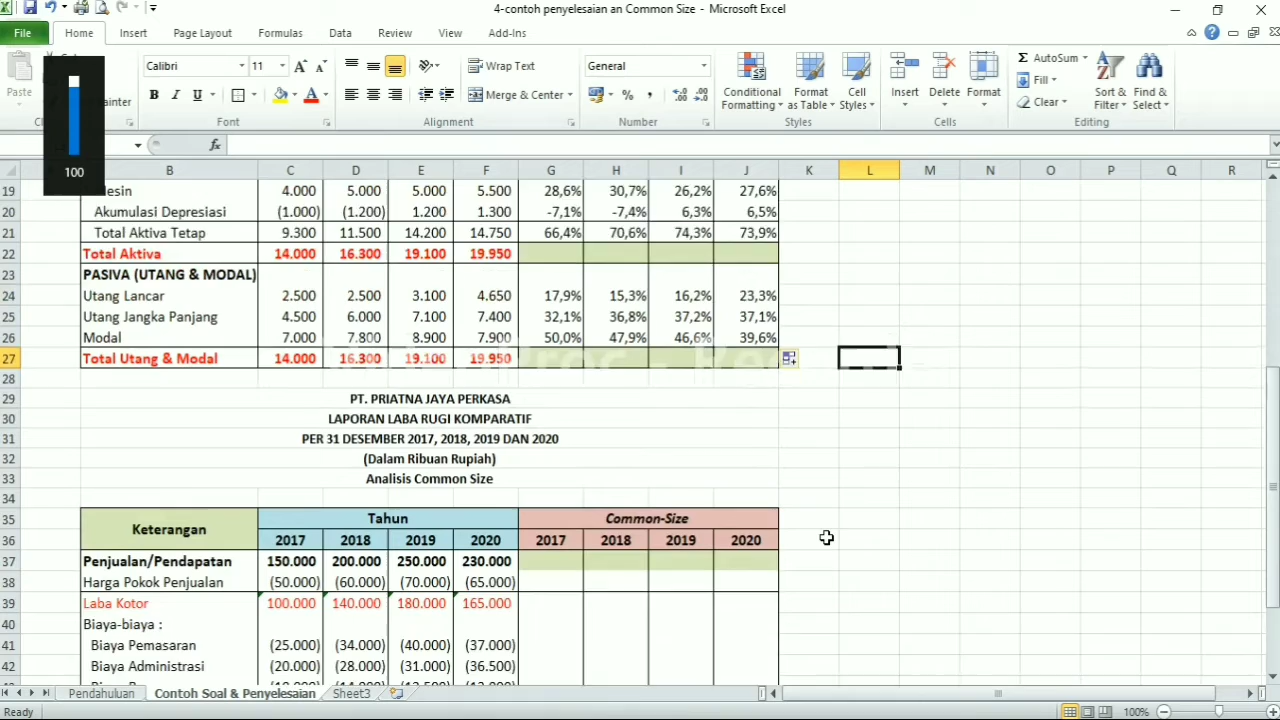 4-contoh penyelesaian an Common Size - Microsoft Excel
File Home Insert Page Layout Formulas Data Review View Add-Ins
Paste
Calibri 11 Wrap Text General AutoSum
Fill
Clear
Merge & Center
Conditional Formatting Format as Table Cell Styles Insert Delete Format Sort & Filter Find & Select
Font Alignment Number Styles Cells Editing
100
B C D E F G H I J K L M N O P Q R
19 4.000 5.000 5.000 5.500 28,6% 30,7% 26,2% 27,6%
20 Akumulasi Depresiasi (1.000) (1.200) 1.200 1.300 -7,1% -7,4% 6,3% 6,5%
21 Total Aktiva Tetap 9.300 11.500 14.200 14.750 66,4% 70,6% 74,3% 73,9%
22 Total Aktiva 14.000 16.300 19.100 19.950
23 PASIVA (UTANG & MODAL)
24 Utang Lancar 2.500 2.500 3.100 4.650 17,9% 15,3% 16,2% 23,3%
25 Utang Jangka Panjang 4.500 6.000 7.100 7.400 32,1% 36,8% 37,2% 37,1%
26 Modal 7.000 7.800 8.900 7.900 50,0% 47,9% 46,6% 39,6%
27 Total Utang & Modal 14.000 16.300 19.100 19.950
28
29 PT. PRIATNA JAYA PERKASA
30 LAPORAN LABA RUGI KOMPARATIF
31 PER 31 DESEMBER 2017, 2018, 2019 DAN 2020
32 (Dalam Ribuan Rupiah)
33 Analisis Common Size
34
35 Keterangan Tahun Common-Size
36 2017 2018 2019 2020 2017 2018 2019 2020
37 Penjualan/Pendapatan 150.000 200.000 250.000 230.000
38 Harga Pokok Penjualan (50.000) (60.000) (70.000) (65.000)
39 Laba Kotor 100.000 140.000 180.000 165.000
40 Biaya-biaya :
41 Biaya Pemasaran (25.000) (34.000) (40.000) (37.000)
42 Biaya Administrasi (20.000) (28.000) (31.000) (36.500)
Pendahuluan Contoh Soal & Penyelesaian Sheet3
Ready 100%